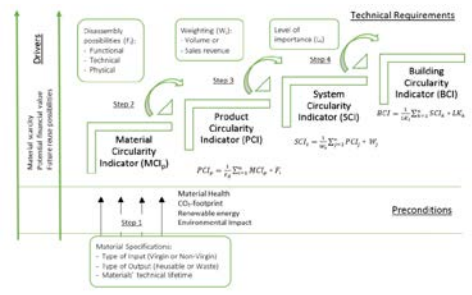 Technical Requirements
Drivers
Material scarcity
Potential financial value
Future reuse possibilities
Disassembly
possibilities (Fᵢ):
- Functional
- Technical
- Physical
Weighting (Wⱼ):
- Volume or
- Sales revenue
Level of
importance (Lₖ)
Step 2
Step 3
Step 4
Material
Circularity
Indicator (MCIₚ)
Product
Circularity
Indicator (PCI)
System
Circularity
Indicator (SCI)
Building
Circularity
Indicator (BCI)
Material Health
CO₂-footprint
Renewable energy
Environmental Impact
Step 1
Preconditions
Material Specifications:
- Type of Input (Virgin or Non-Virgin)
- Type of Output (Reusable or Waste)
- Materials' technical lifetime